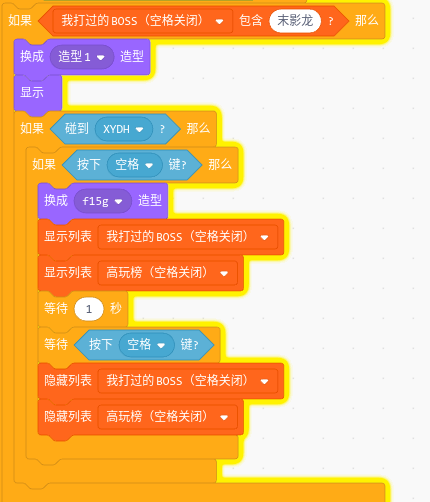 如果 我打过的BOSS（空格关闭） 包含 末影龙 ? 那么
换成 造型1 造型
显示
如果 碰到 XYDH ? 那么
如果 按下 空格 键? 那么
换成 f15g 造型
显示列表 我打过的BOSS（空格关闭）
显示列表 高玩榜（空格关闭）
等待 1 秒
等待 按下 空格 键?
隐藏列表 我打过的BOSS（空格关闭）
隐藏列表 高玩榜（空格关闭）